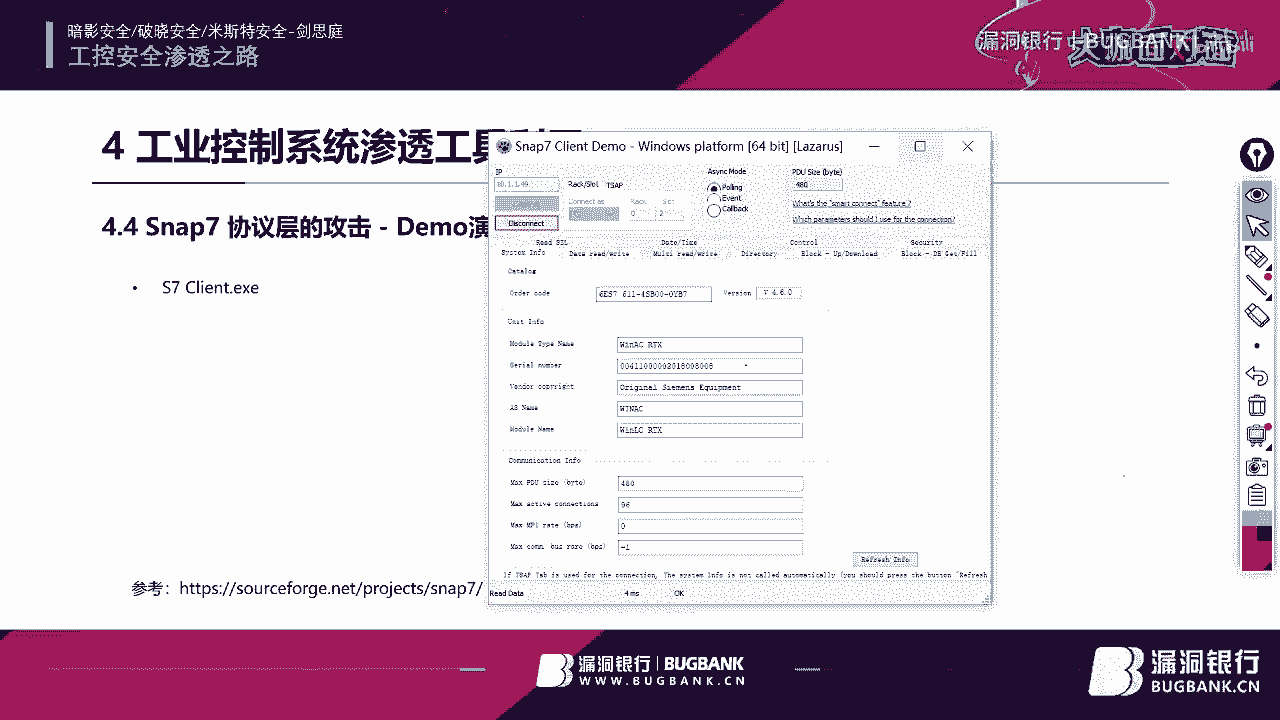 暗影安全/破晓安全/米斯特安全-剑思庭
工控安全渗透之路
漏洞银行 | BUGBANK
大咖面对面
4 工业控制系统渗透工具
4.4 Snap7 协议层的攻击 - Demo演
• S7 Client.exe
参考：https://sourceforge.net/projects/snap7/
Snap7 Client Demo - Windows platform [64 bit] [Lazarus]
IP
10.1.1.49
Rack/Slot
TSAP
Connect as
Rack
Slot
0
2
Disconnect
Async Mode
Polling
Event
Callback
PDU Size (byte)
480
What's the "smart connect" feature ?
Which parameters should I use for the connection?
Read SZL
Date/Time
Control
Security
System Info
Data read/write
Multi read/write
Directory
Block - Up/Download
Block - DB Get/Fill
Catalog
Order code
6ES7 611-4SB00-0YB7
Version
V 4.6.0
Unit Info
Module Type Name
WinAC RTX
Serial number
00411000002018008008
Vendor copyright
Original Siemens Equipment
AS Name
WINAC
Module Name
WinLC RTX
Communication Info
Max PDU size (byte)
480
Max active connections
96
Max MPI rate (bps)
0
Max comm. bus rate (bps)
-1
Refresh Info
If TSAP Tab is used for the connection, The system Info is not called automatically (you should press the button "Refresh
Read Data
4 ms
OK
漏洞银行 | BUGBANK
WWW.BUGBANK.CN
漏洞银行
BUGBANK.CN